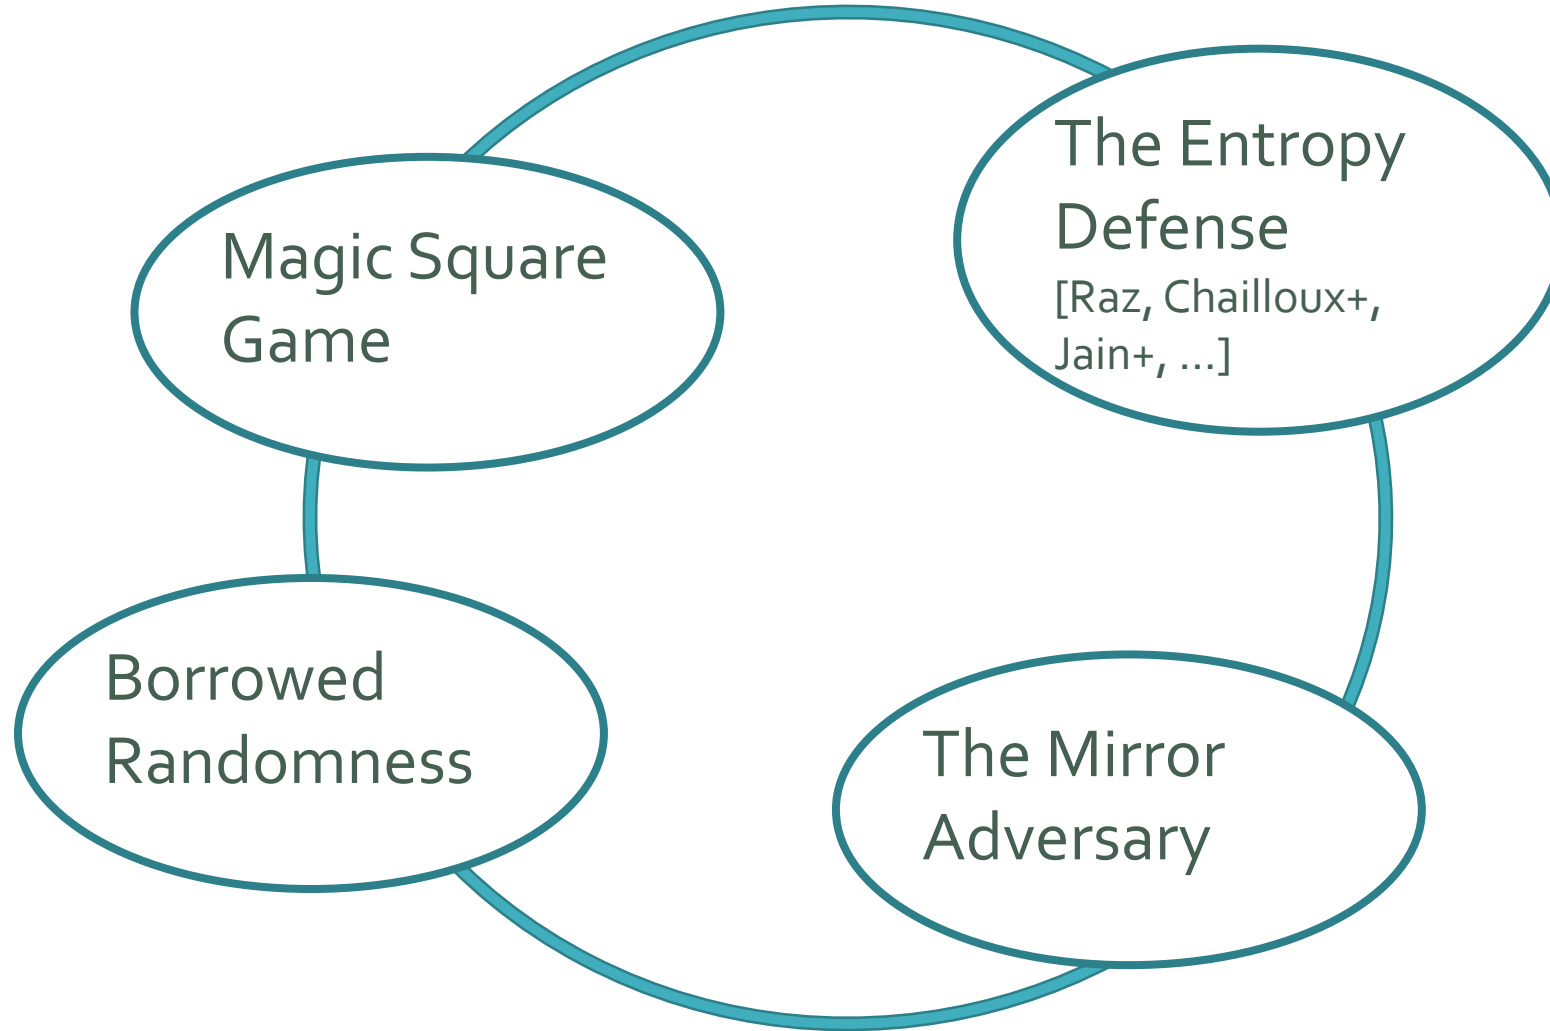 Magic Square
Game
The Entropy
Defense
[Raz, Chailloux+,
Jain+, ...]
Borrowed
Randomness
The Mirror
Adversary